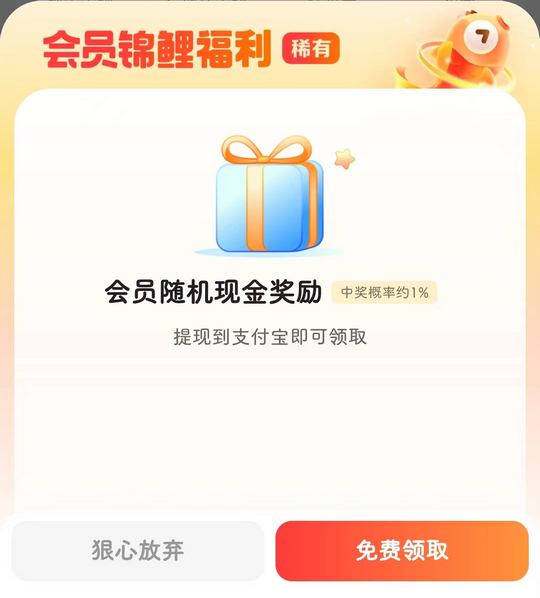 会员锦鲤福利 稀有
7
会员随机现金奖励 中奖概率约1%
提现到支付宝即可领取
狠心放弃 免费领取